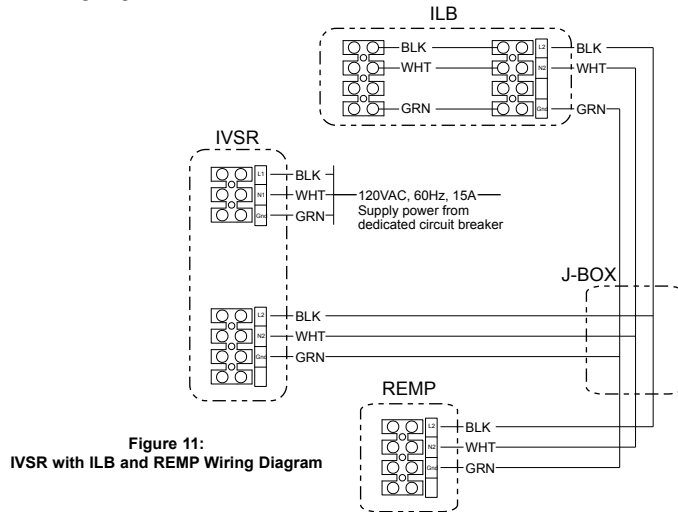 ILB
BLK
L2
BLK
WHT
N2
WHT
GRN
Gnd
GRN
IVSR
L1
BLK
N1
WHT
120VAC, 60Hz, 15A
Gnd
GRN
Supply power from
dedicated circuit breaker
J-BOX
L2
BLK
N2
WHT
Gnd
GRN
REMP
L2
BLK
N2
WHT
Gnd
GRN
Figure 11:
IVSR with ILB and REMP Wiring Diagram